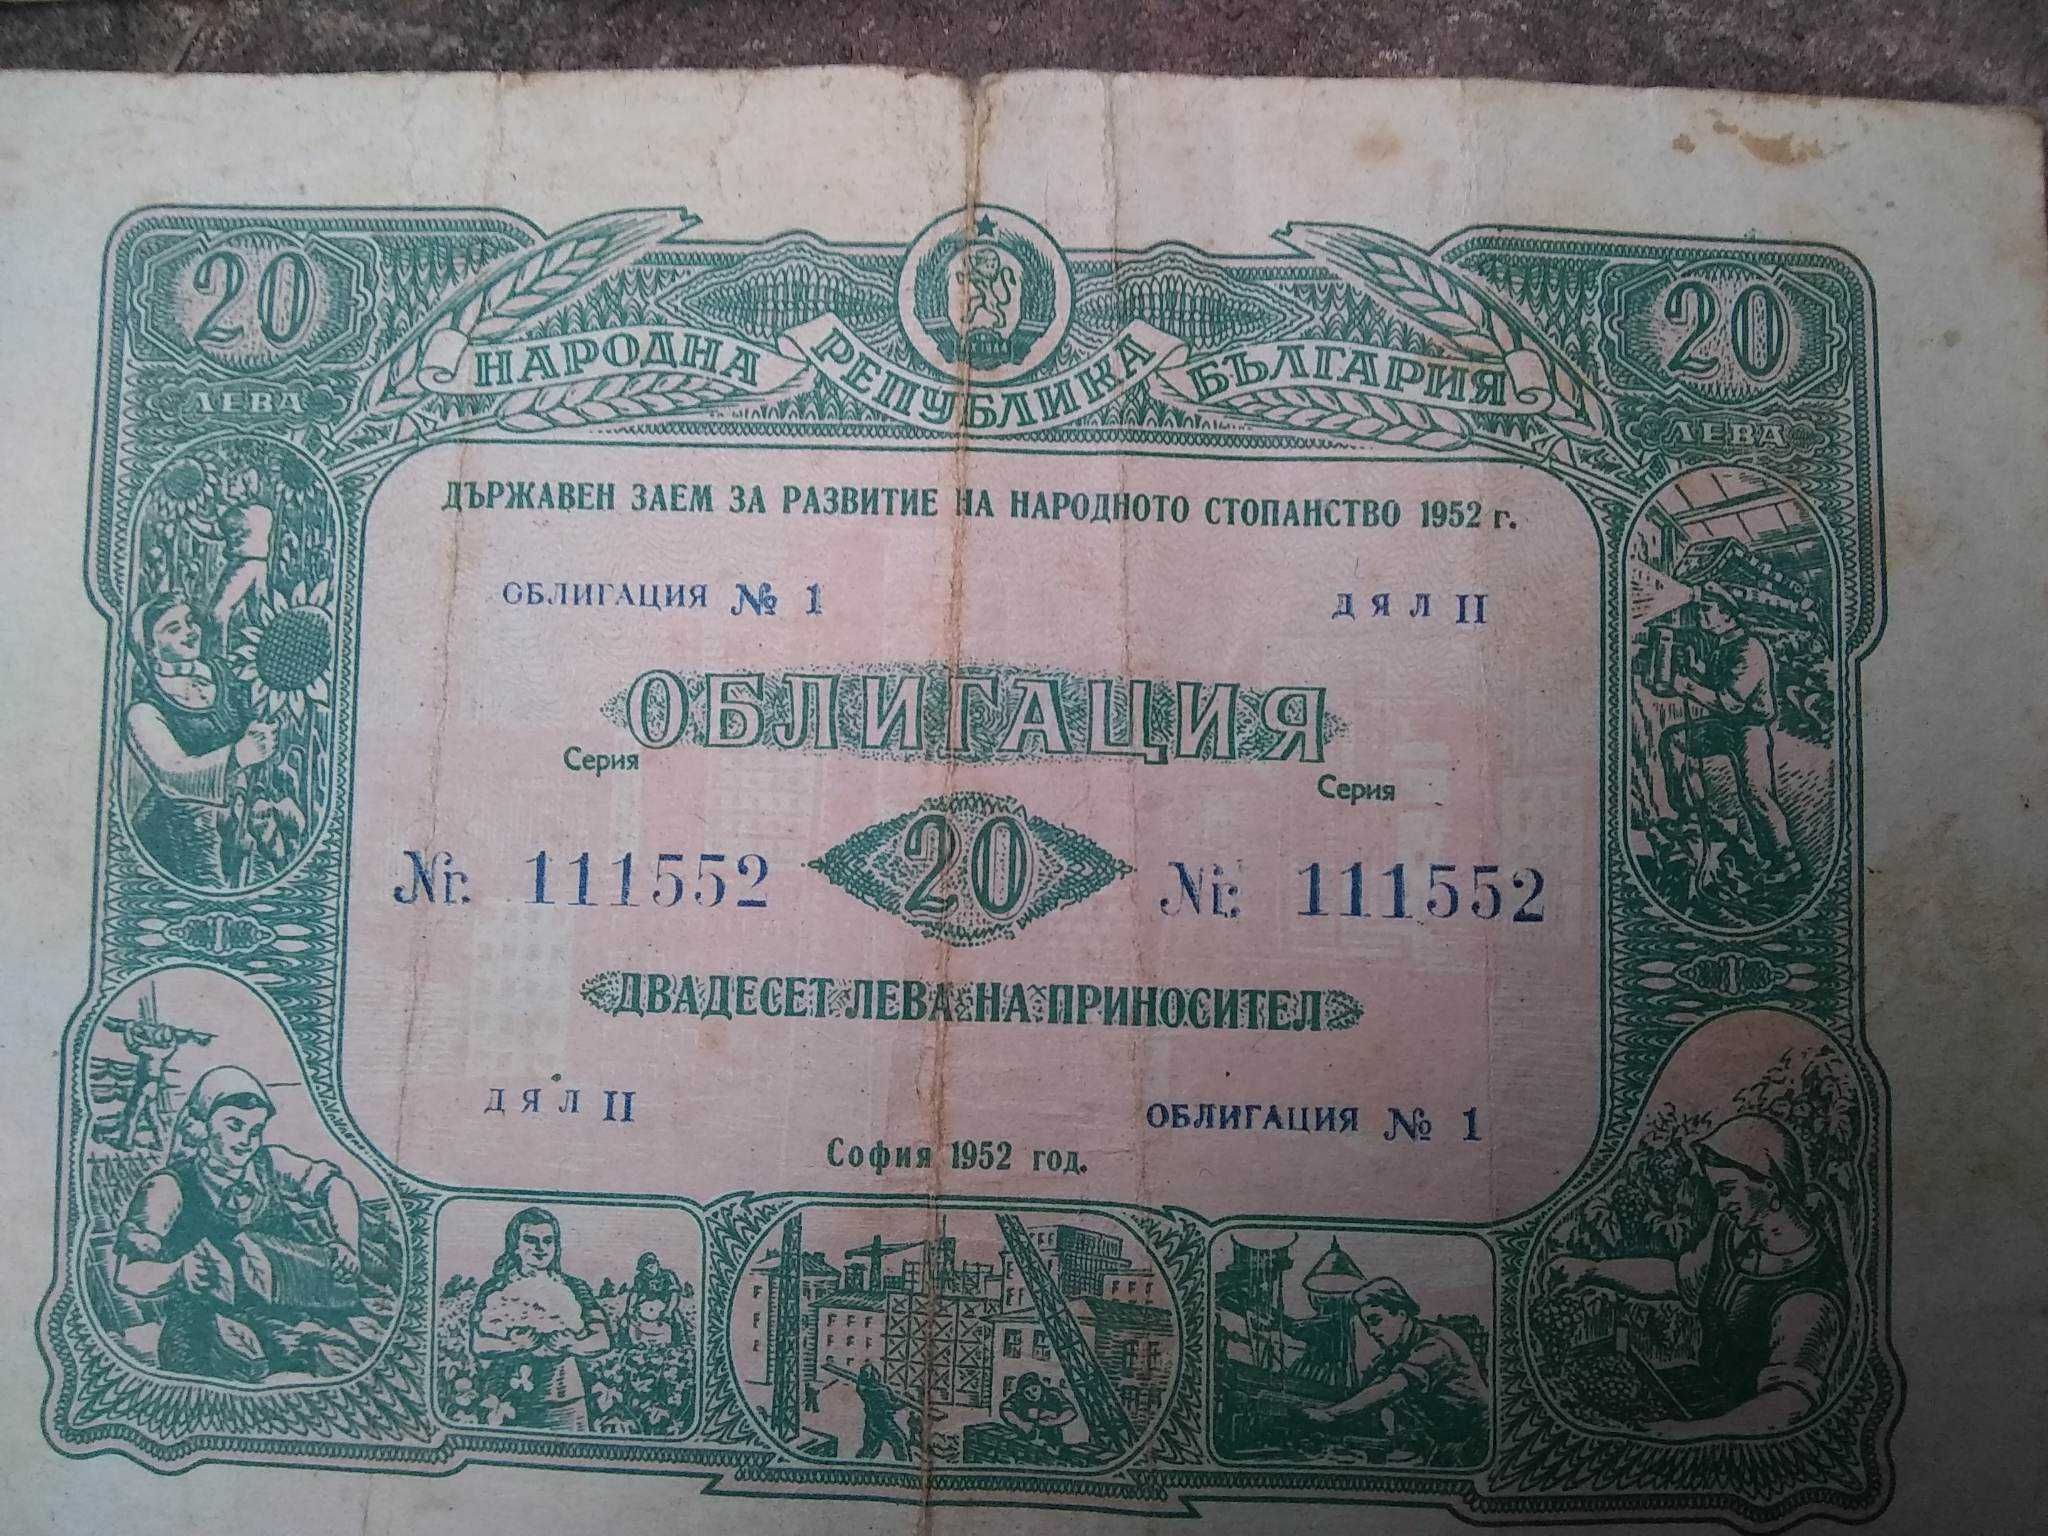 20 20
НАРОДНА РЕПУБЛИКА БЪЛГАРИЯ
ЛЕВА ЛЕВА
ДЪРЖАВЕН ЗАЕМ ЗА РАЗВИТИЕ НА НАРОДНОТО СТОПАНСТВО 1952 г.
ОБЛИГАЦИЯ № 1 ДЯЛ II
ОБЛИГАЦИЯ
Серия Серия
Nr. 111552 20 Nr. 111552
ДВАДЕСЕТ ЛЕВА НА ПРИНОСИТЕЛ
ДЯЛ II ОБЛИГАЦИЯ № 1
София 1952 год.